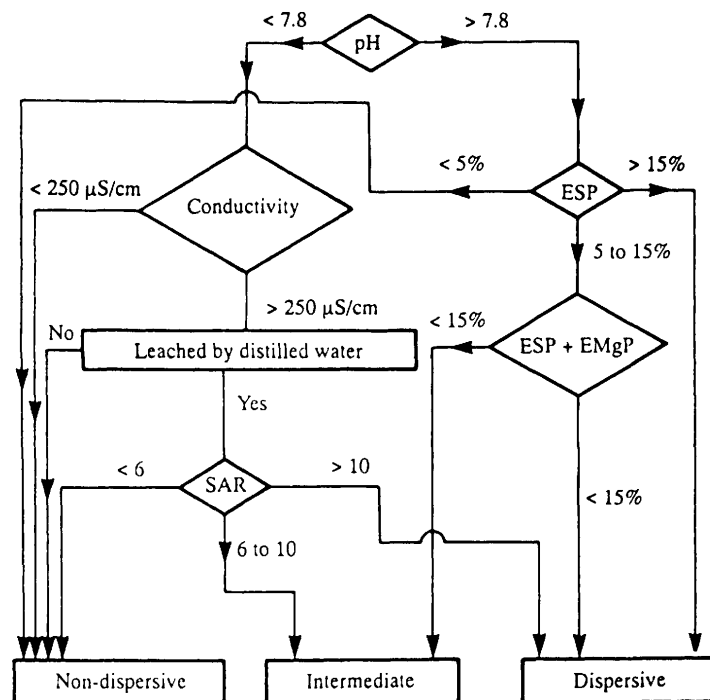 < 7.8
pH
> 7.8
< 5%
> 15%
ESP
< 250 μS/cm
Conductivity
5 to 15%
> 250 μS/cm
< 15%
No
Leached by distilled water
ESP + EMgP
Yes
< 6
SAR
> 10
< 15%
6 to 10
Non-dispersive
Intermediate
Dispersive